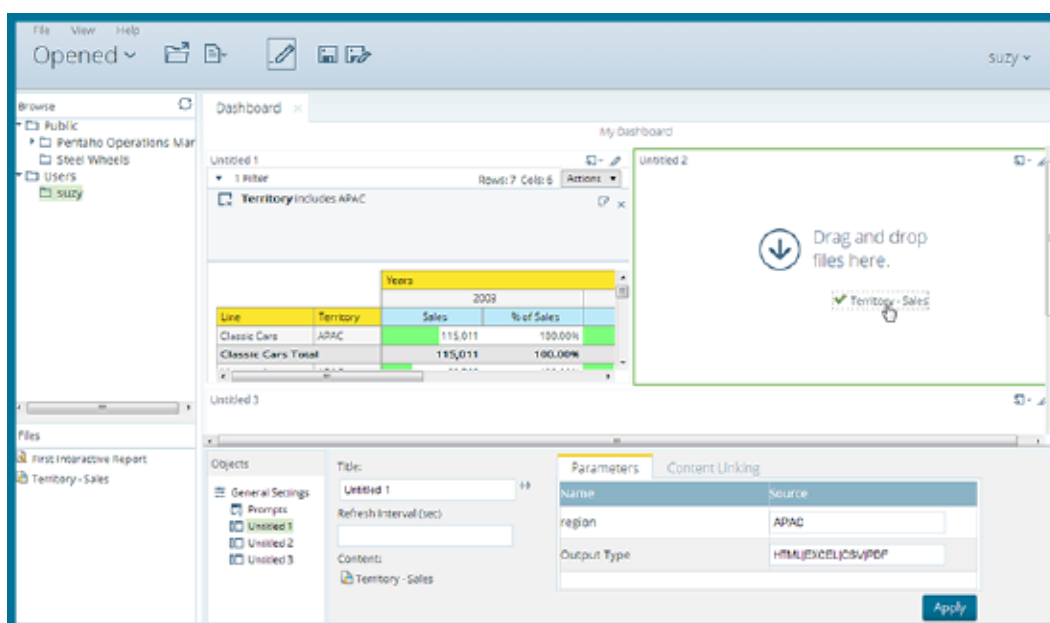 File View Help
Opened
suzy
Browse
Dashboard ×
Public
My Dashboard
Pentaho Operations Mar
Steel Wheels
Untitled 1
Untitled 2
Users
1 Filter
Rows: 7 Cols: 6
Actions
suzy
Territory includes APAC
Drag and drop
files here.
Years
Territory - Sales
2003
Line Territory Sales % of Sales
Classic Cars APAC 115,011 100.00%
Classic Cars Total 115,011 100.00%
Untitled 3
Files
First Interactive Report
Territory - Sales
Objects
General Settings
Prompts
Untitled 1
Untitled 2
Untitled 3
Title:
Untitled 1
Refresh Interval (sec)
Content:
Territory - Sales
Parameters Content Linking
Name Source
region APAC
Output Type HTML|EXCEL|CSV|PDF
Apply